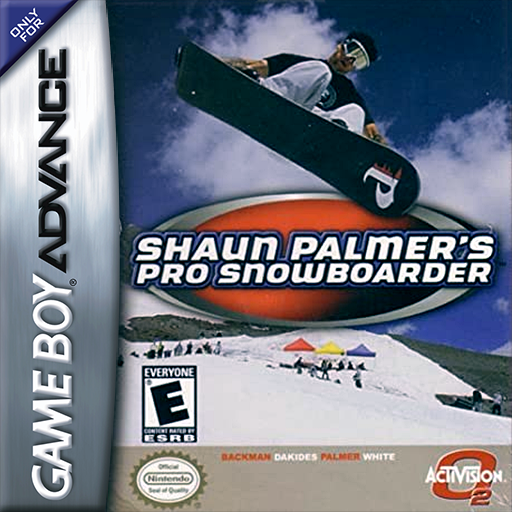 ONLY
FOR
GAME BOY ADVANCE
SHAUN PALMER'S
PRO SNOWBOARDER
EVERYONE
E
CONTENT RATED BY
ESRB
Official
Nintendo
Seal of Quality
BACKMAN DAKIDES PALMER WHITE
ACTIVISION
O2